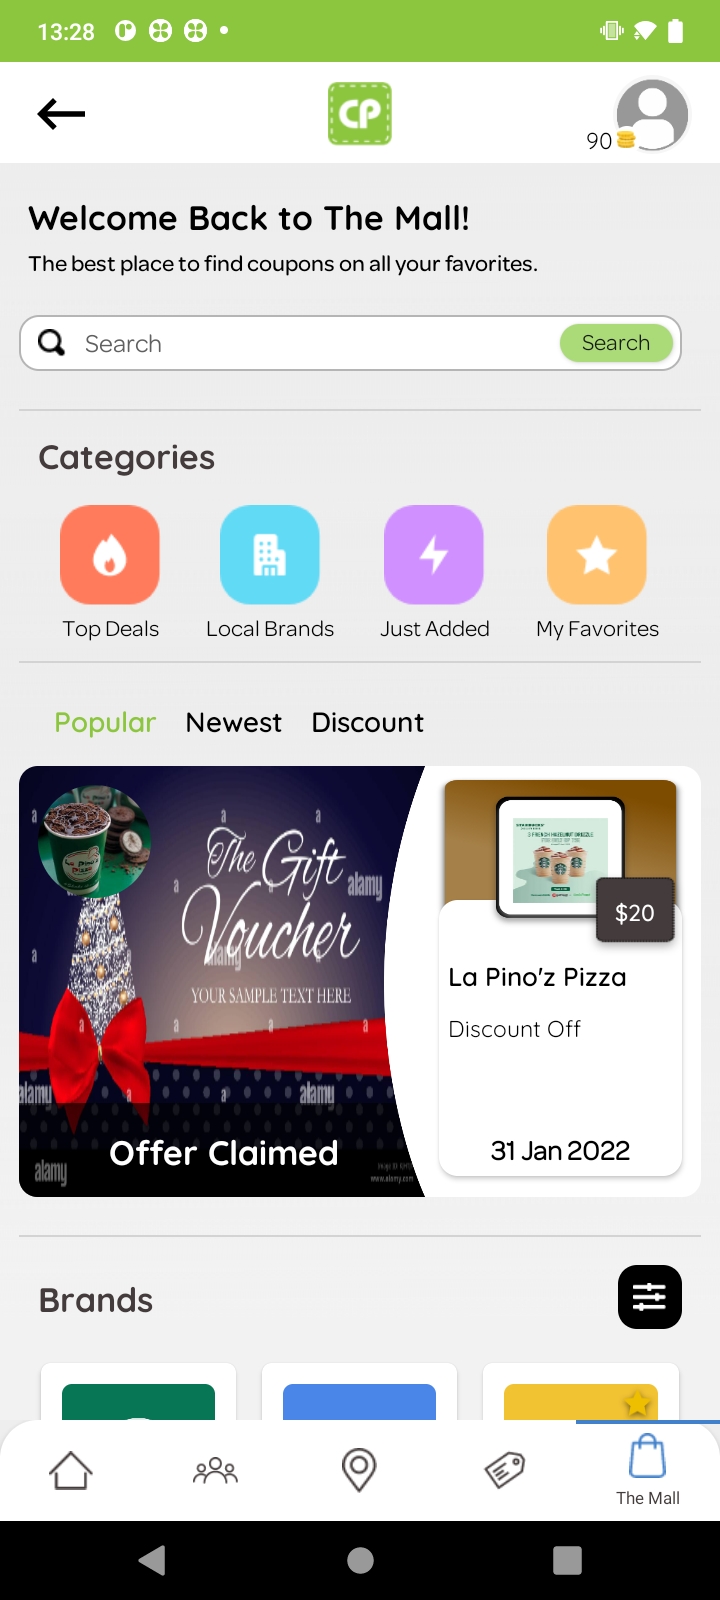 13:28
CP
90
Welcome Back to The Mall!
The best place to find coupons on all your favorites.
Search
Search
Categories
Top Deals
Local Brands
Just Added
My Favorites
Popular
Newest
Discount
The Gift
Voucher
YOUR SAMPLE TEXT HERE
alamy
alamy
alamy
alamy
www.alamy.com
Offer Claimed
$20
La Pino'z Pizza
Discount Off
31 Jan 2022
Brands
The Mall